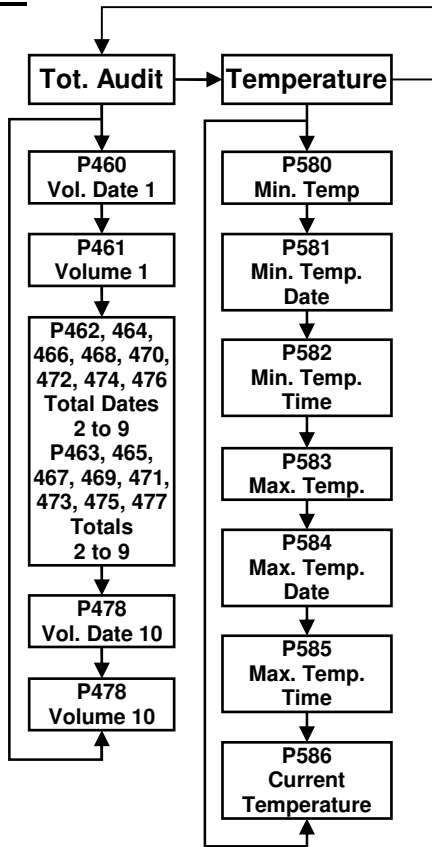 Tot. Audit
P460
Vol. Date 1
P461
Volume 1
P462, 464,
466, 468, 470,
472, 474, 476
Total Dates
2 to 9
P463, 465,
467, 469, 471,
473, 475, 477
Totals
2 to 9
P478
Vol. Date 10
P478
Volume 10
Temperature
P580
Min. Temp
P581
Min. Temp.
Date
P582
Min. Temp.
Time
P583
Max. Temp.
P584
Max. Temp.
Date
P585
Max. Temp.
Time
P586
Current
Temperature